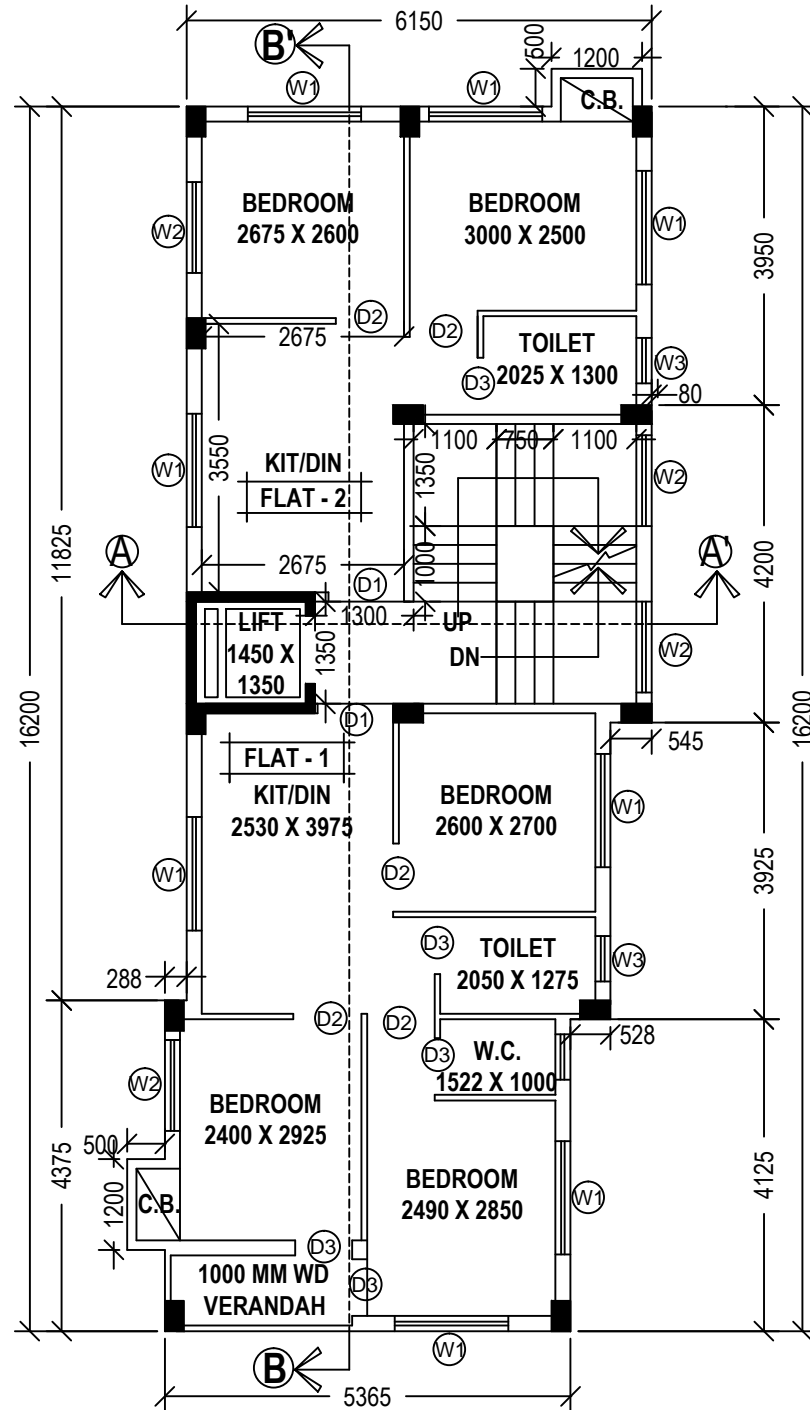 6150
B'
500
1200
W1
W1
C.B.
BEDROOM
2675 X 2600
BEDROOM
3000 X 2500
W2
W1
3950
D2
D2
2675
TOILET
2025 X 1300
D3
W3
80
1100
750
1100
W1
3550
KIT/DIN
FLAT - 2
1350
W2
11825
A
A'
2675
D1
1000
4200
1300
LIFT
1450 X
1350
1350
UP
DN
W2
16200
16200
D1
545
FLAT - 1
KIT/DIN
2530 X 3975
BEDROOM
2600 X 2700
W1
W1
D2
3925
D3
TOILET
2050 X 1275
W3
288
D2
D2
528
D3
W.C.
1522 X 1000
W2
BEDROOM
2400 X 2925
500
4375
1200
C.B.
BEDROOM
2490 X 2850
W1
4125
D3
1000 MM WD
VERANDAH
D3
W1
B
5365